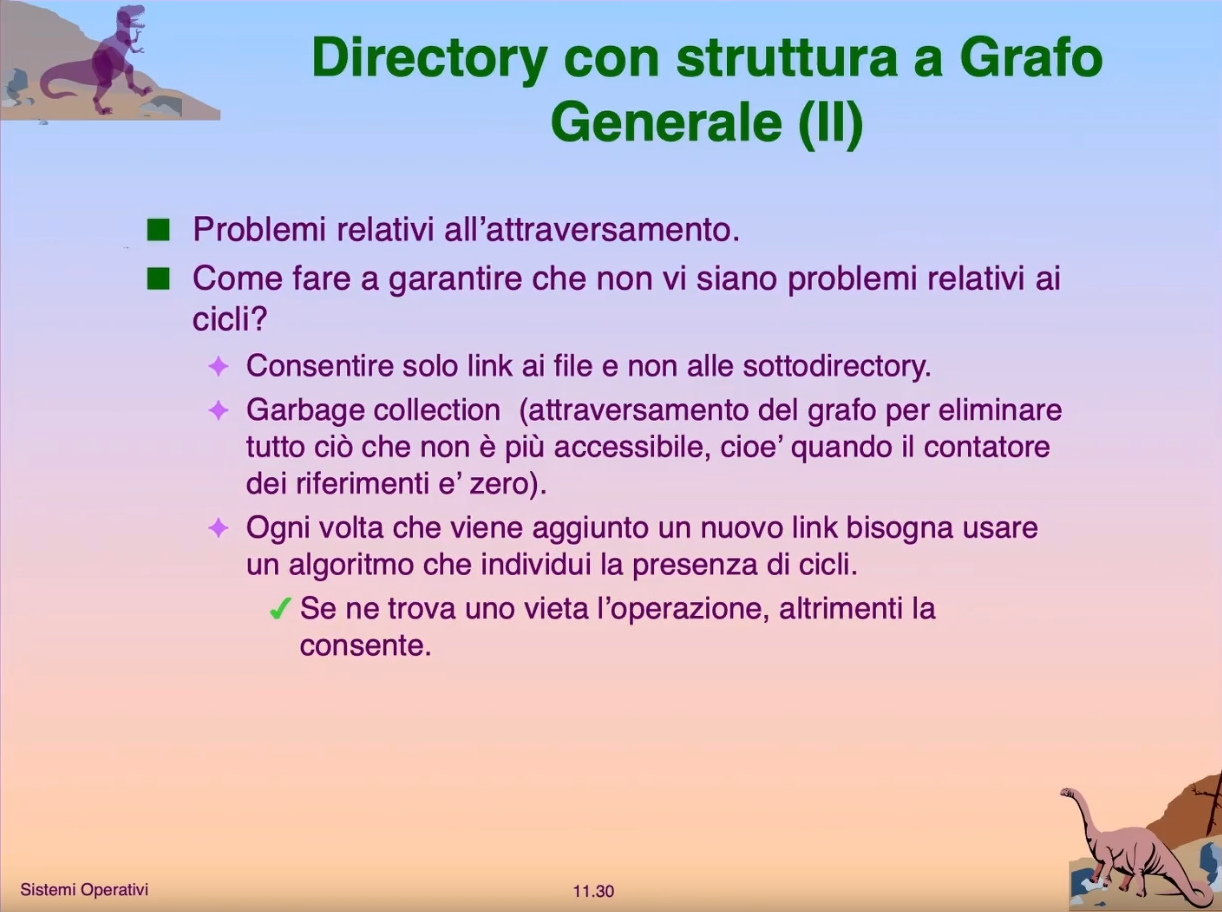 Directory con struttura a Grafo
Generale (II)
Problemi relativi all’attraversamento.
Come fare a garantire che non vi siano problemi relativi ai
cicli?
Consentire solo link ai file e non alle sottodirectory.
Garbage collection  (attraversamento del grafo per eliminare
tutto ciò che non è più accessibile, cioe’ quando il contatore
dei riferimenti e’ zero).
Ogni volta che viene aggiunto un nuovo link bisogna usare
un algoritmo che individui la presenza di cicli.
Se ne trova uno vieta l’operazione, altrimenti la
consente.
Sistemi Operativi
11.30